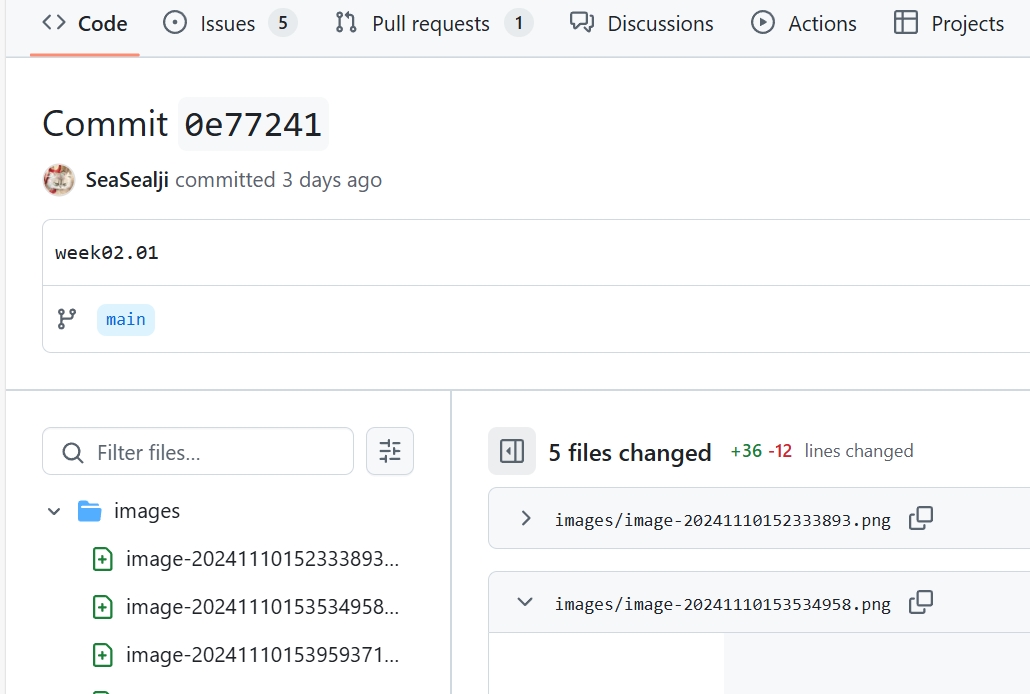 Code Issues 5 Pull requests 1 Discussions Actions Projects
Commit 0e77241
SeaSealji committed 3 days ago
week02.01
main
Filter files...
5 files changed +36 -12 lines changed
images
images/image-20241110152333893.png
image-20241110152333893...
image-20241110153534958...
images/image-20241110153534958.png
image-20241110153959371...